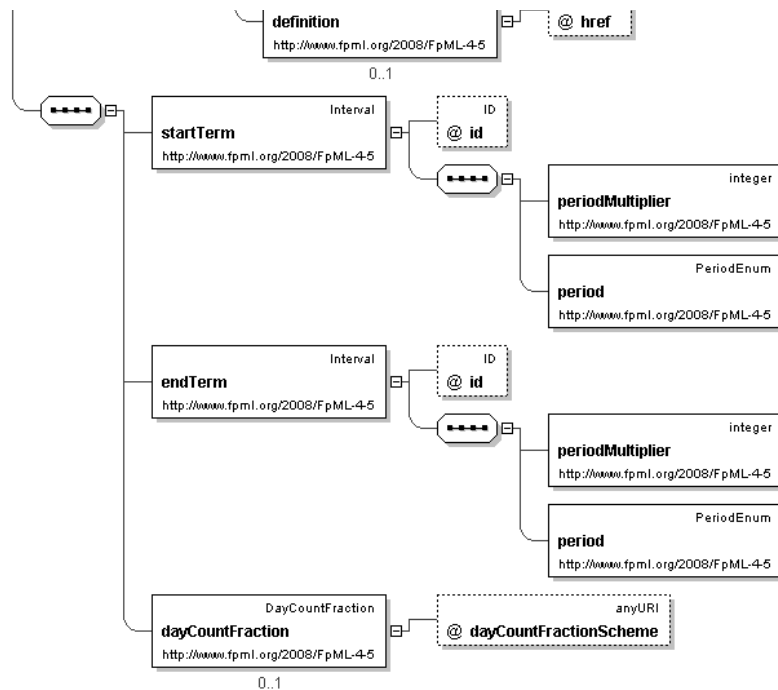 definition
@ href
http://www.fpml.org/2008/FpML-4-5
0..1
Interval
startTerm
http://www.fpml.org/2008/FpML-4-5
ID
@ id
integer
periodMultiplier
http://www.fpml.org/2008/FpML-4-5
PeriodEnum
period
http://www.fpml.org/2008/FpML-4-5
Interval
endTerm
http://www.fpml.org/2008/FpML-4-5
ID
@ id
integer
periodMultiplier
http://www.fpml.org/2008/FpML-4-5
PeriodEnum
period
http://www.fpml.org/2008/FpML-4-5
DayCountFraction
dayCountFraction
http://www.fpml.org/2008/FpML-4-5
0..1
anyURI
@ dayCountFractionScheme